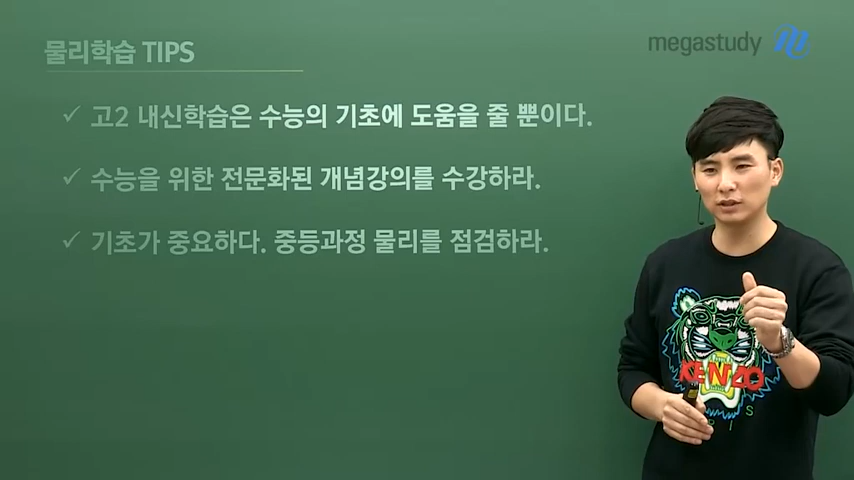 물리학습 TIPS
megastudy
✓ 고2 내신학습은 수능의 기초에 도움을 줄 뿐이다.
✓ 수능을 위한 전문화된 개념강의를 수강하라.
✓ 기초가 중요하다. 중등과정 물리를 점검하라.
KENZO